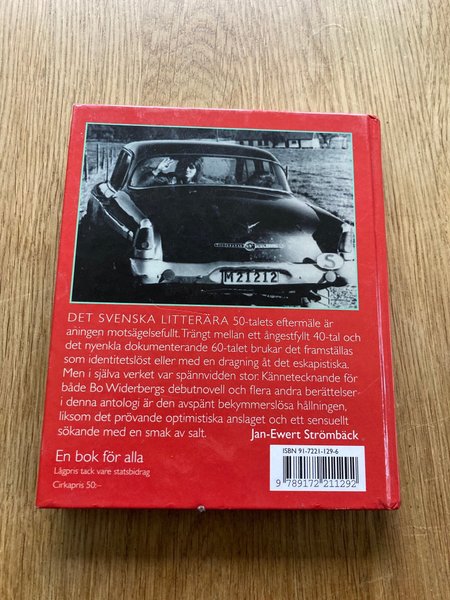 M21212
S
DET SVENSKA LITTERÄRA 50-talets eftermäle är
aningen motsägelsefullt. Trängt mellan ett ångestfyllt 40-tal och
det nyenkla dokumenterande 60-talet brukar det framställas
som identitetslöst eller med en dragning åt det eskapistiska.
Men i själva verket var spännvidden stor. Kännetecknande för
både Bo Widerbergs debutnovell och flera andra berättelser
i denna antologi är den avspänt bekymmerslösa hållningen,
liksom det prövande optimistiska anslaget och ett sensuellt
sökande med en smak av salt.
Jan-Ewert Strömbäck
En bok för alla
Lågpris tack vare statsbidrag
Cirkapris 50:–
ISBN 91-7221-129-6
9 789172 211292